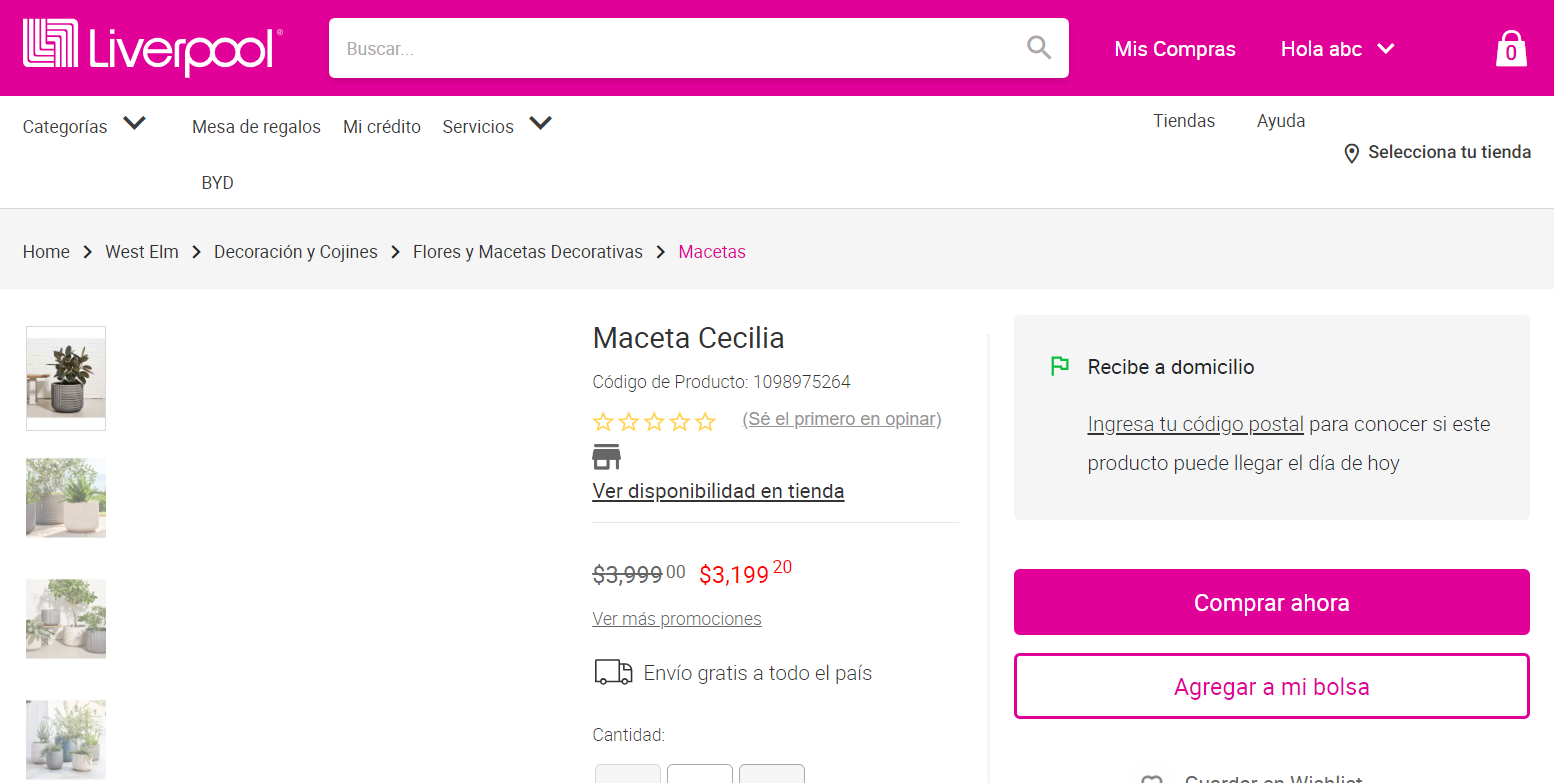 Liverpool®
Buscar...
Mis Compras
Hola abc
0
Categorías
Mesa de regalos
Mi crédito
Servicios
Tiendas
Ayuda
Selecciona tu tienda
BYD
Home > West Elm > Decoración y Cojines > Flores y Macetas Decorativas > Macetas
Maceta Cecilia
Código de Producto: 1098975264
(Sé el primero en opinar)
Ver disponibilidad en tienda
$3,999 00 $3,199 20
Ver más promociones
Envío gratis a todo el país
Cantidad:
Recibe a domicilio
Ingresa tu código postal para conocer si este
producto puede llegar el día de hoy
Comprar ahora
Agregar a mi bolsa
Guardar en Wishlist